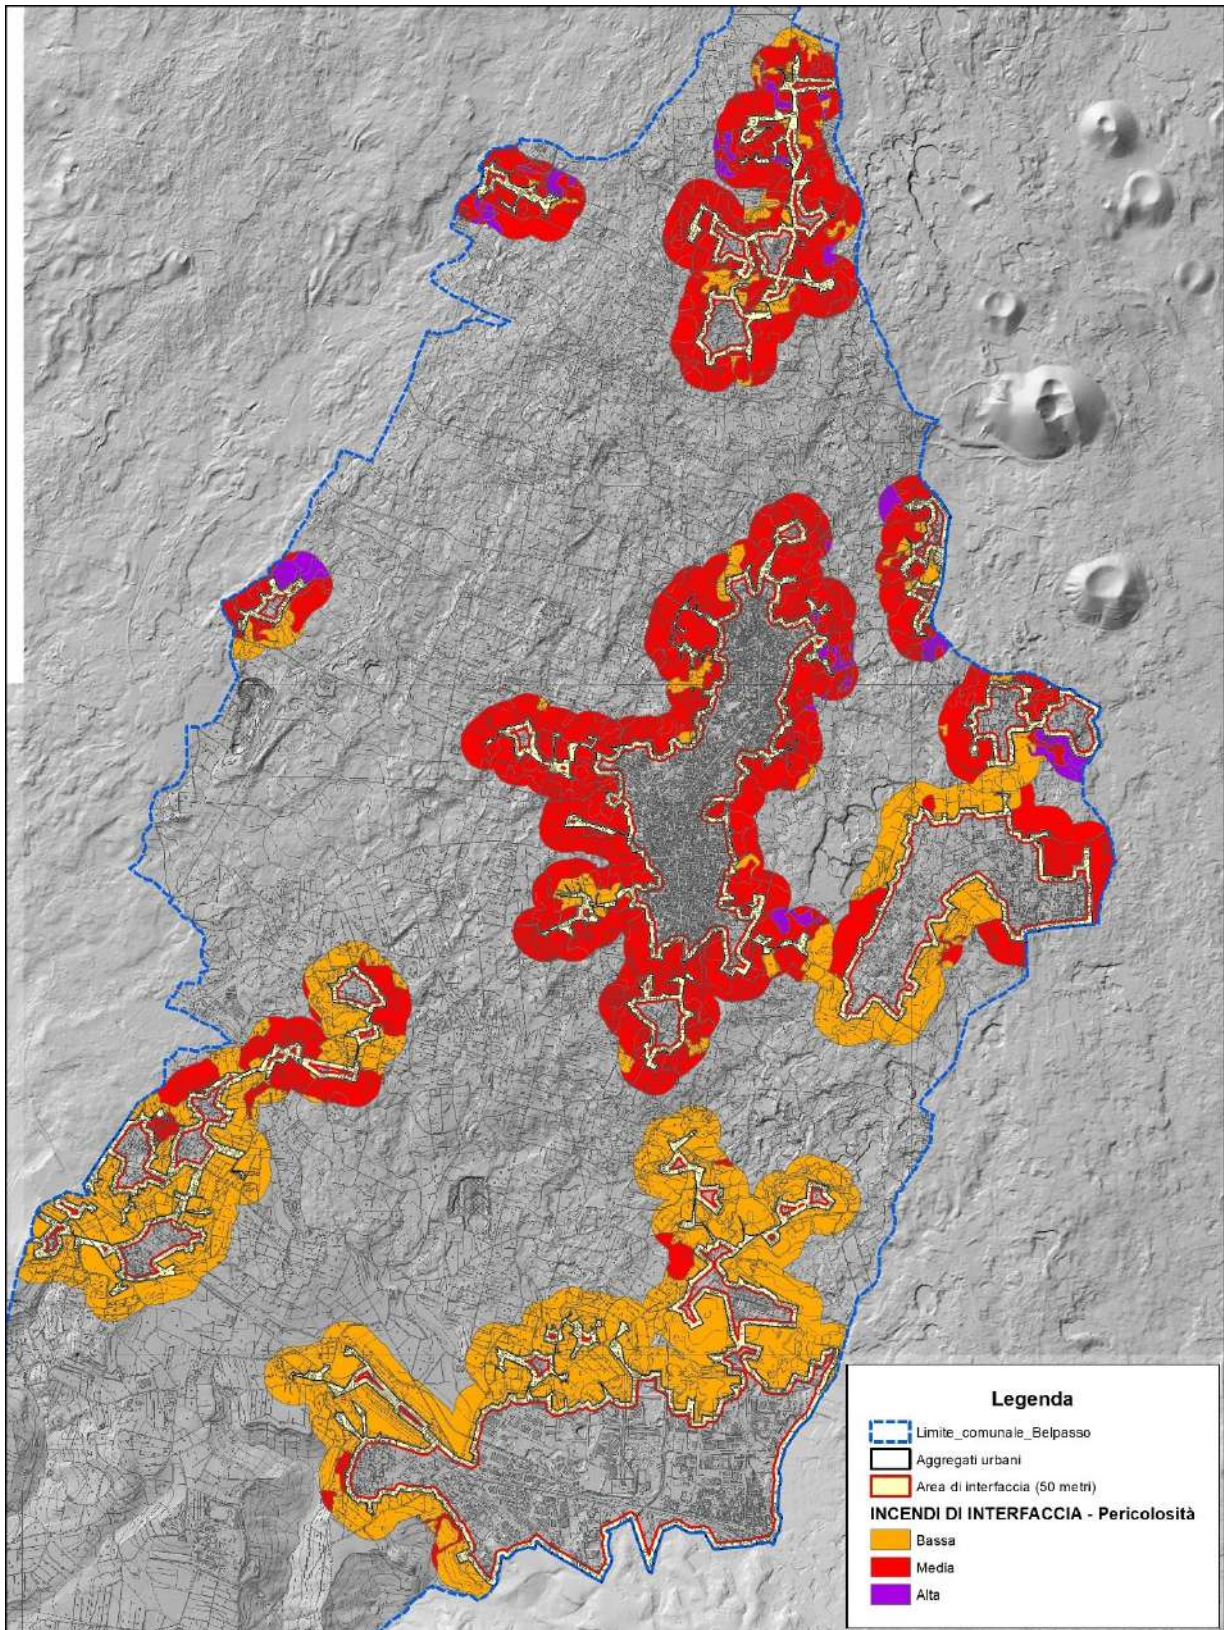 Legenda
Limite_comunale_Belpasso
Aggregati urbani
Area di interfaccia (50 metri)
INCENDI DI INTERFACCIA - Pericolosità
Bassa
Media
Alta